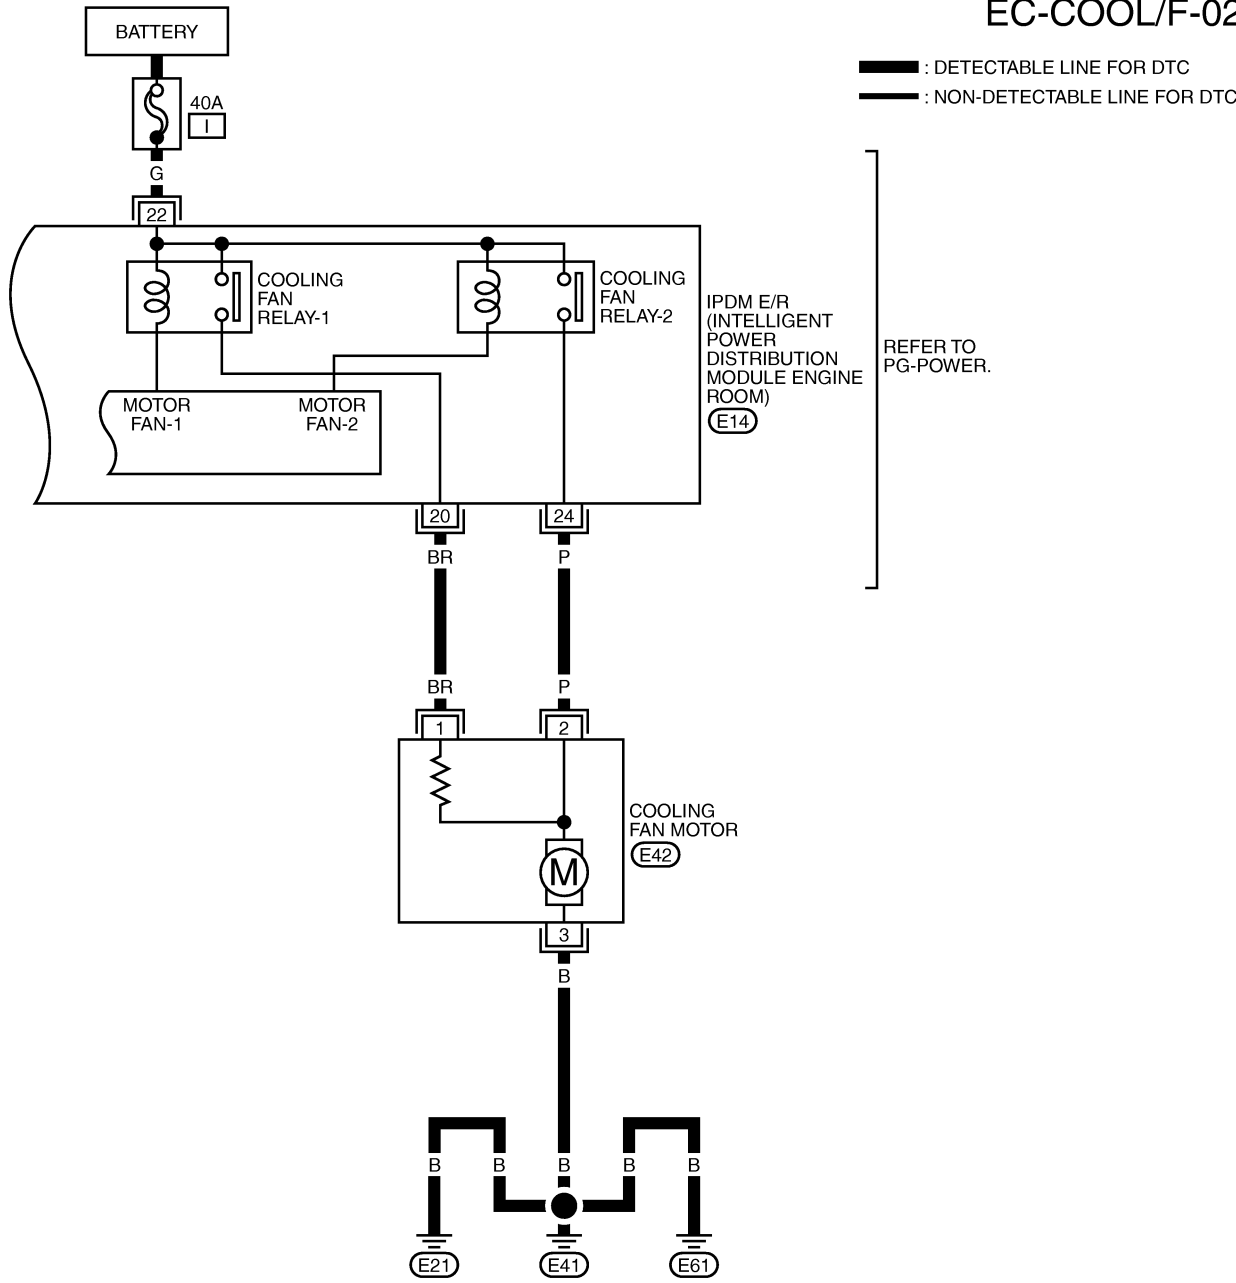 EC-COOL/F-02
BATTERY
: DETECTABLE LINE FOR DTC
: NON-DETECTABLE LINE FOR DTC
40A
I
G
22
COOLING
FAN
RELAY-1
COOLING
FAN
RELAY-2
IPDM E/R
(INTELLIGENT
POWER
DISTRIBUTION
MODULE ENGINE
ROOM)
E14
REFER TO
PG-POWER.
MOTOR
FAN-1
MOTOR
FAN-2
20
24
BR
P
BR
P
1
2
COOLING
FAN MOTOR
E42
M
3
B
B
B
B
B
B
E21
E41
E61